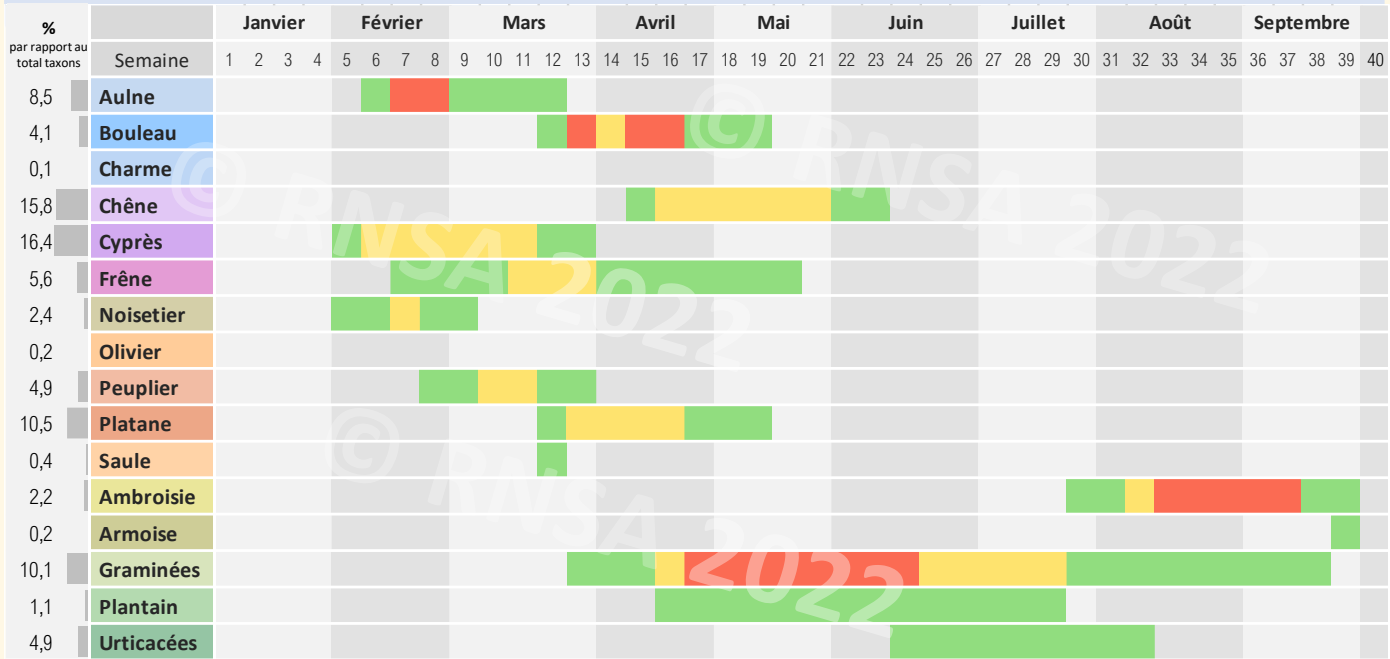 %
par rapport au
total taxons
Janvier Février Mars Avril Mai Juin Juillet Août Septembre
Semaine 1 2 3 4 5 6 7 8 9 10 11 12 13 14 15 16 17 18 19 20 21 22 23 24 25 26 27 28 29 30 31 32 33 34 35 36 37 38 39 40
8,5 Aulne
4,1 Bouleau
0,1 Charme
15,8 Chêne
16,4 Cyprès
5,6 Frêne
2,4 Noisetier
0,2 Olivier
4,9 Peuplier
10,5 Platane
0,4 Saule
2,2 Ambroisie
0,2 Armoise
10,1 Graminées
1,1 Plantain
4,9 Urticacées
© RNSA 2022
© RNSA 2022
© RNSA 2022